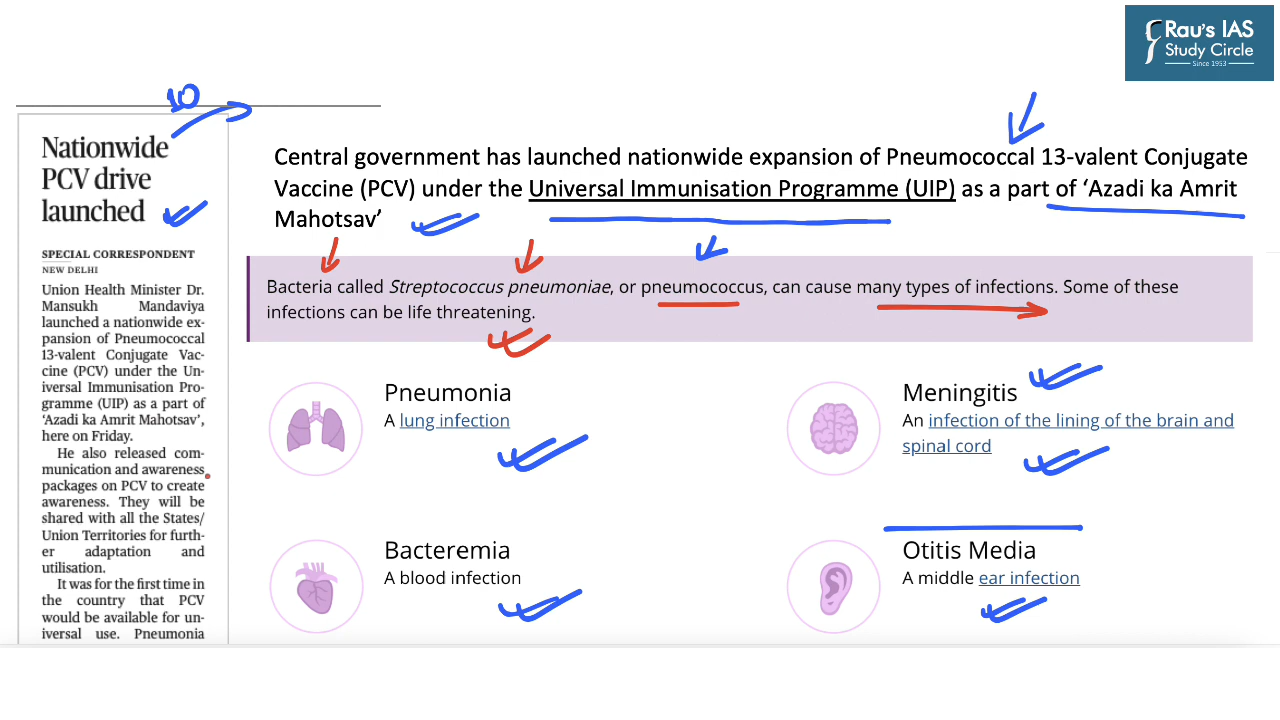 Rau's IAS
Study Circle
Since 1953
10
Nationwide
PCV drive
launched
SPECIAL CORRESPONDENT
NEW DELHI
Union Health Minister Dr.
Mansukh Mandaviya
launched a nationwide ex-
pansion of Pneumococcal
13-valent Conjugate Vac-
cine (PCV) under the Un-
iversal Immunisation Pro-
gramme (UIP) as a part of
‘Azadi ka Amrit Mahotsav’,
here on Friday.
He also released com-
munication and awareness
packages on PCV to create
awareness. They will be
shared with all the States/
Union Territories for furth-
er adaptation and
utilisation.
It was for the first time in
the country that PCV
would be available for un-
iversal use. Pneumonia
Central government has launched nationwide expansion of Pneumococcal 13-valent Conjugate
Vaccine (PCV) under the Universal Immunisation Programme (UIP) as a part of ‘Azadi ka Amrit
Mahotsav’
Bacteria called Streptococcus pneumoniae, or pneumococcus, can cause many types of infections. Some of these
infections can be life threatening.
Pneumonia
A lung infection
Meningitis
An infection of the lining of the brain and
spinal cord
Bacteremia
A blood infection
Otitis Media
A middle ear infection